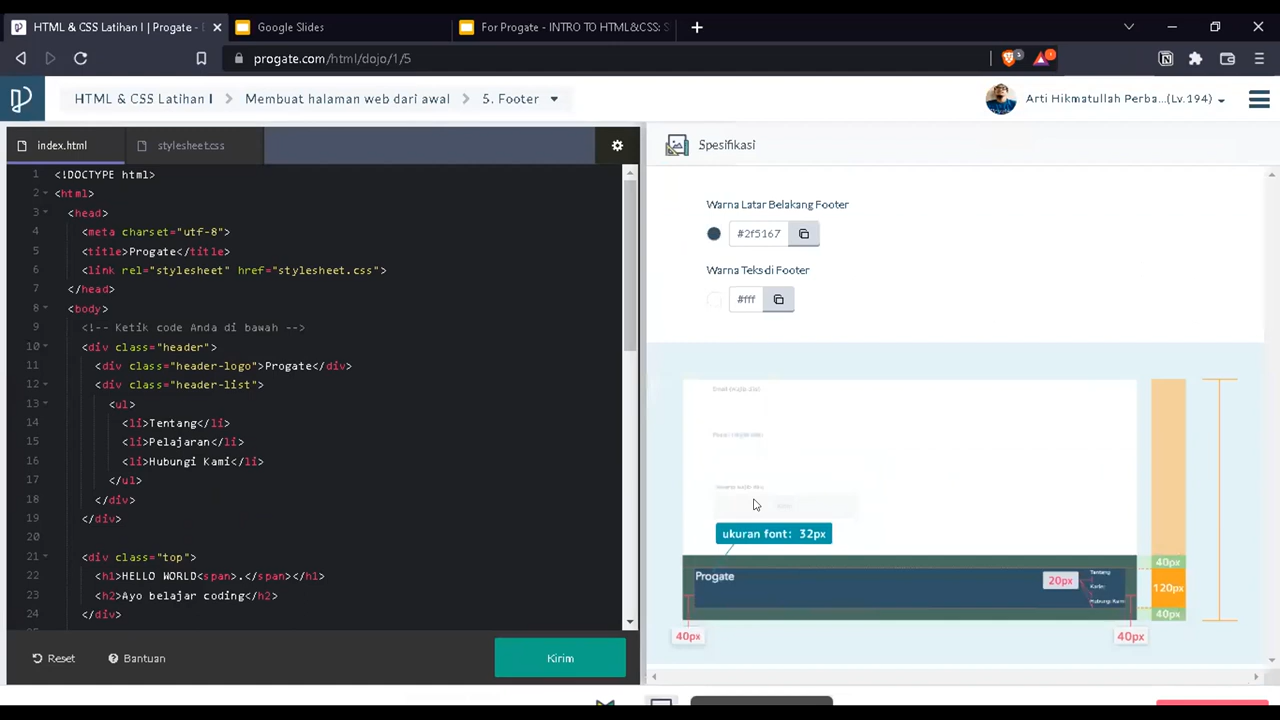 HTML & CSS Latihan I | Progate -
Google Slides
For Progate - INTRO TO HTML&CSS: S
progate.com/html/dojo/1/5
HTML & CSS Latihan I
Membuat halaman web dari awal
5. Footer
Arti Hikmatullah Perba...(Lv.194)
index.html
stylesheet.css
1 <!DOCTYPE html>
2 <html>
3 <head>
4 <meta charset="utf-8">
5 <title>Progate</title>
6 <link rel="stylesheet" href="stylesheet.css">
7 </head>
8 <body>
9 <!-- Ketik code Anda di bawah -->
10 <div class="header">
11 <div class="header-logo">Progate</div>
12 <div class="header-list">
13 <ul>
14 <li>Tentang</li>
15 <li>Pelajaran</li>
16 <li>Hubungi Kami</li>
17 </ul>
18 </div>
19 </div>
20
21 <div class="top">
22 <h1>HELLO WORLD<span>.</span></h1>
23 <h2>Ayo belajar coding</h2>
24 </div>
Reset
Bantuan
Kirim
Spesifikasi
Warna Latar Belakang Footer
#2f5167
Warna Teks di Footer
#fff
ukuran font: 32px
Progate
20px
Tentang
Karier
Hubungi Kami
40px
120px
40px
40px
40px